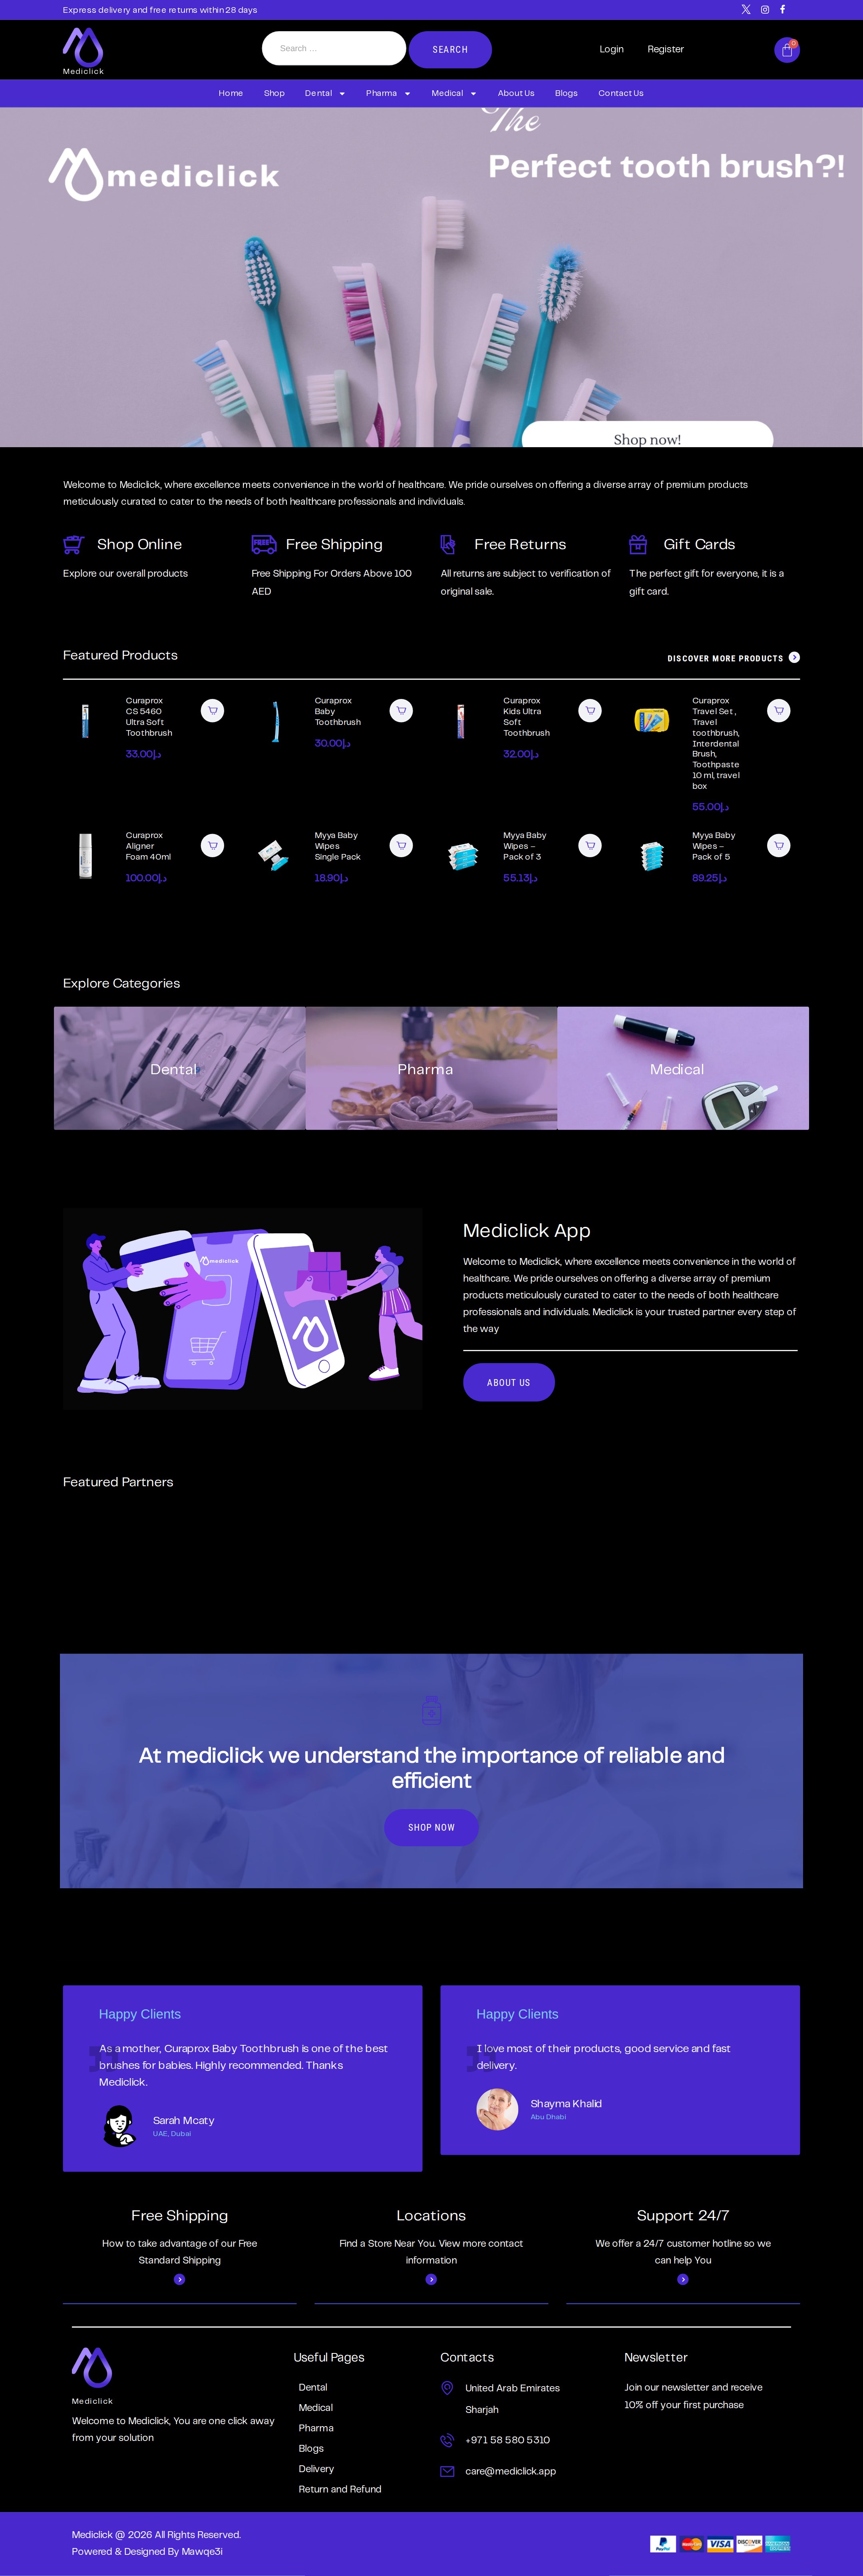 Express delivery and free returns within 28 days
Mediclick
Search ...
SEARCH
Login
Register
0
Home
Shop
Dental
Pharma
Medical
About Us
Blogs
Contact Us
The
Perfect tooth brush?!
mediclick
Shop now!
Welcome to Mediclick, where excellence meets convenience in the world of healthcare. We pride ourselves on offering a diverse array of premium products
meticulously curated to cater to the needs of both healthcare professionals and individuals.
Shop Online
Explore our overall products
FREE
Free Shipping
Free Shipping For Orders Above 100
AED
Free Returns
All returns are subject to verification of
original sale.
Gift Cards
The perfect gift for everyone, it is a
gift card.
Featured Products
DISCOVER MORE PRODUCTS
Curaprox
CS 5460
Ultra Soft
Toothbrush
33.00د.إ
Curaprox
Baby
Toothbrush
30.00د.إ
Curaprox
Kids Ultra
Soft
Toothbrush
32.00د.إ
Curaprox
Travel Set ,
Travel
toothbrush,
Interdental
Brush,
Toothpaste
10 ml, travel
box
55.00د.إ
Curaprox
Aligner
Foam 40ml
100.00د.إ
Myya Baby
Wipes
Single Pack
18.90د.إ
Myya Baby
Wipes –
Pack of 3
55.13د.إ
Myya Baby
Wipes –
Pack of 5
89.25د.إ
Explore Categories
Dental
Pharma
Medical
mediclick
Mediclick App
Welcome to Mediclick, where excellence meets convenience in the world of
healthcare. We pride ourselves on offering a diverse array of premium
products meticulously curated to cater to the needs of both healthcare
professionals and individuals. Mediclick is your trusted partner every step of
the way
ABOUT US
Featured Partners
At mediclick we understand the importance of reliable and
efficient
SHOP NOW
Happy Clients
As a mother, Curaprox Baby Toothbrush is one of the best
brushes for babies. Highly recommended. Thanks
Mediclick.
Sarah Mcaty
UAE, Dubai
Happy Clients
I love most of their products, good service and fast
delivery.
Shayma Khalid
Abu Dhabi
Free Shipping
How to take advantage of our Free
Standard Shipping
Locations
Find a Store Near You. View more contact
information
Support 24/7
We offer a 24/7 customer hotline so we
can help You
Mediclick
Welcome to Mediclick, You are one click away
from your solution
Useful Pages
Dental
Medical
Pharma
Blogs
Delivery
Return and Refund
Contacts
United Arab Emirates
Sharjah
+971 58 580 5310
care@mediclick.app
Newsletter
Join our newsletter and receive
10% off your first purchase
Mediclick @ 2026 All Rights Reserved.
Powered & Designed By Mawqe3i
PayPal
MasterCard
VISA
DISCOVER